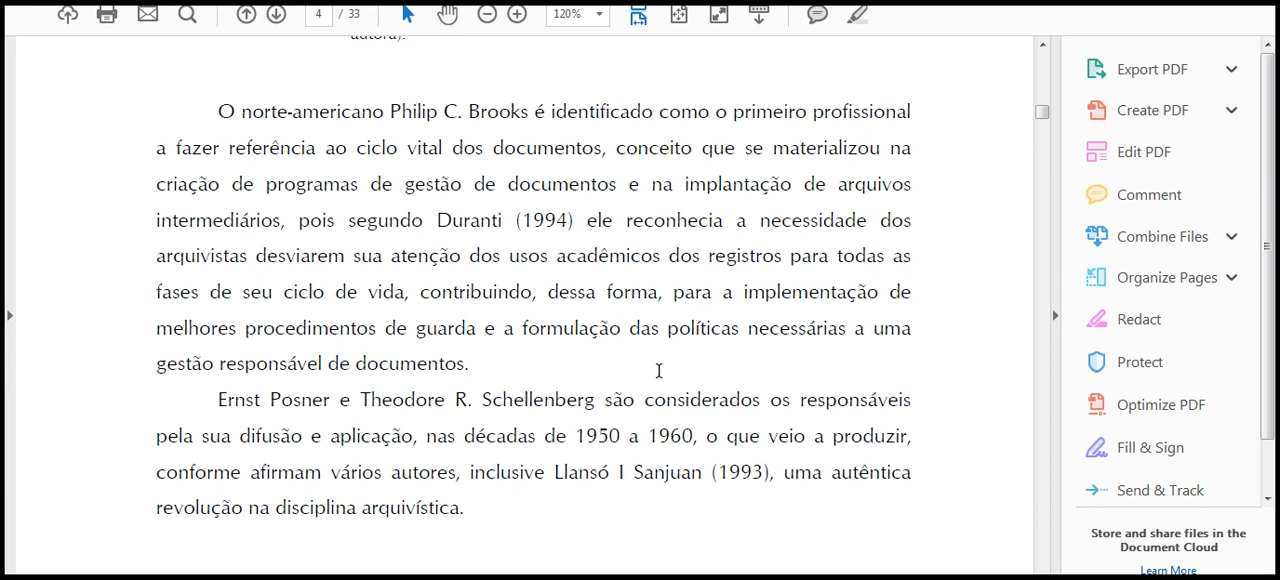 4 / 33
120%
autora).
O norte-americano Philip C. Brooks é identificado como o primeiro profissional
a fazer referência ao ciclo vital dos documentos, conceito que se materializou na
criação de programas de gestão de documentos e na implantação de arquivos
intermediários, pois segundo Duranti (1994) ele reconhecia a necessidade dos
arquivistas desviarem sua atenção dos usos acadêmicos dos registros para todas as
fases de seu ciclo de vida, contribuindo, dessa forma, para a implementação de
melhores procedimentos de guarda e a formulação das políticas necessárias a uma
gestão responsável de documentos.
Ernst Posner e Theodore R. Schellenberg são considerados os responsáveis
pela sua difusão e aplicação, nas décadas de 1950 a 1960, o que veio a produzir,
conforme afirmam vários autores, inclusive Llansó I Sanjuan (1993), uma autêntica
revolução na disciplina arquivística.
Export PDF
Create PDF
Edit PDF
Comment
Combine Files
Organize Pages
Redact
Protect
Optimize PDF
Fill & Sign
Send & Track
Store and share files in the
Document Cloud
Learn More